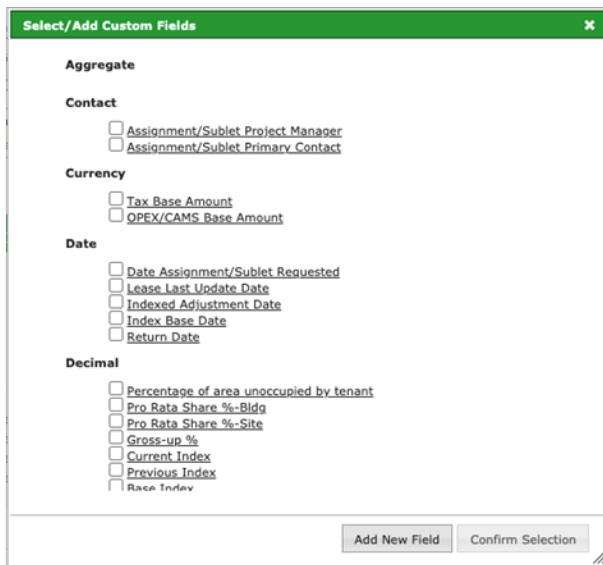 Select/Add Custom Fields
Aggregate
Contact
Assignment/Sublet Project Manager
Assignment/Sublet Primary Contact
Currency
Tax Base Amount
OPEX/CAMS Base Amount
Date
Date Assignment/Sublet Requested
Lease Last Update Date
Indexed Adjustment Date
Index Base Date
Return Date
Decimal
Percentage of area unoccupied by tenant
Pro Rata Share %-Bldg
Pro Rata Share %-Site
Gross-up %
Current Index
Previous Index
Base Index
Add New Field Confirm Selection